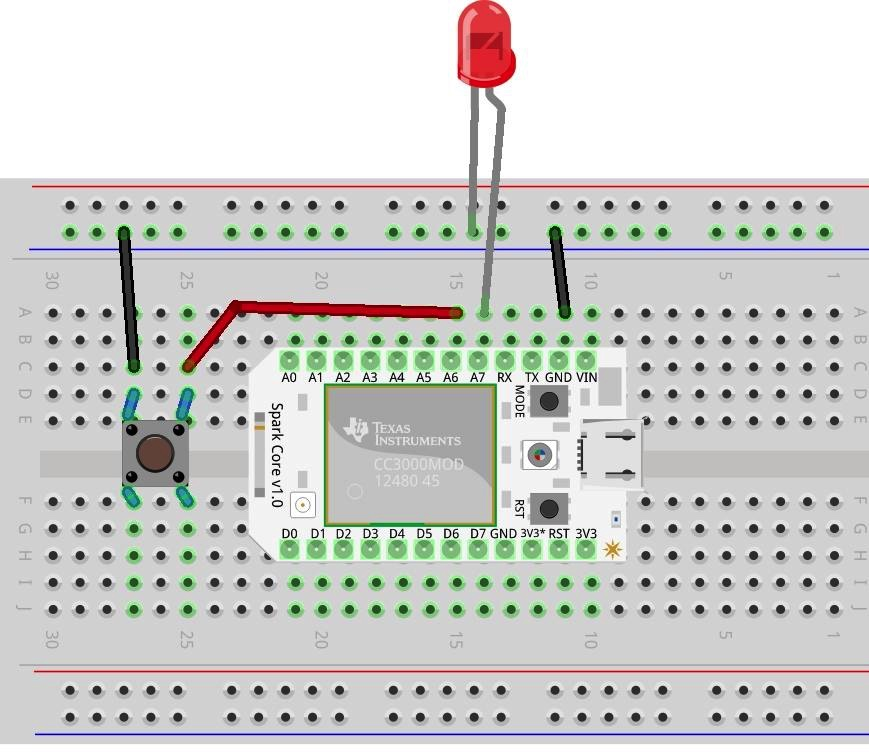 30 25 20 15 10 5 1
A A
B B
C C
D D
E E
A0 A1 A2 A3 A4 A5 A6 A7 RX TX GND VIN
MODE
Spark Core v1.0
TEXAS
INSTRUMENTS
CC3000MOD
12480 45
RST
D0 D1 D2 D3 D4 D5 D6 D7 GND 3V3* RST 3V3
F F
G G
H H
I I
J J
30 25 20 15 10 5 1